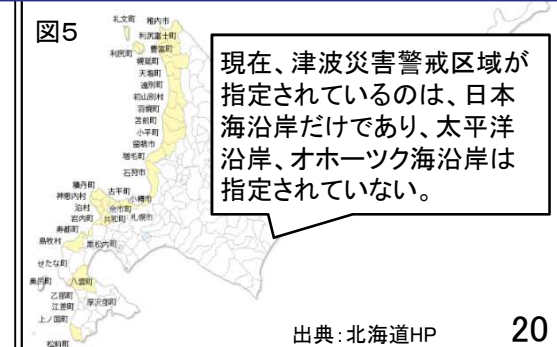 図5
礼文町
稚内市
利尻富士町
利尻町
豊富町
幌延町
天塩町
遠別町
初山別村
羽幌町
苫前町
小平町
留萌市
増毛町
石狩市
積丹町
古平町
小樽市
神恵内村
余市町
泊村
岩内町
共和町
札幌市
寿都町
島牧村
黒松内町
せたな町
奥尻町
八雲町
乙部町
厚沢部町
江差町
上ノ国町
松前町
現在、津波災害警戒区域が
指定されているのは、日本
海沿岸だけであり、太平洋
沿岸、オホーツク海沿岸は
指定されていない。
出典:北海道HP
20